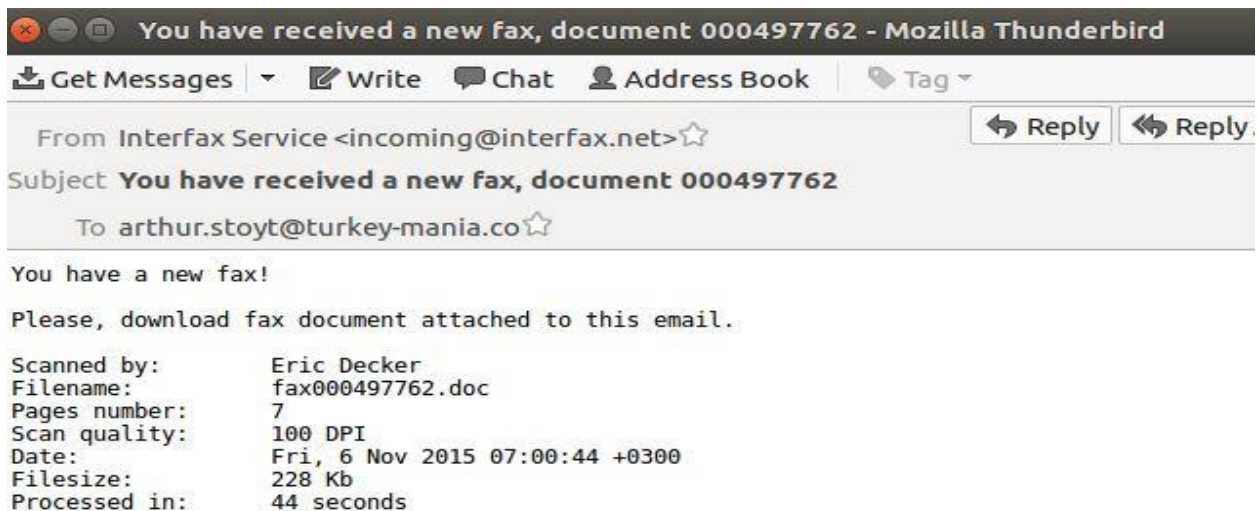 You have received a new fax, document 000497762 - Mozilla Thunderbird
Get Messages Write Chat Address Book Tag
From Interfax Service <incoming@interfax.net> Reply Reply
Subject You have received a new fax, document 000497762
To arthur.stoyt@turkey-mania.co
You have a new fax!
Please, download fax document attached to this email.
Scanned by: Eric Decker
Filename: fax000497762.doc
Pages number: 7
Scan quality: 100 DPI
Date: Fri, 6 Nov 2015 07:00:44 +0300
Filesize: 228 Kb
Processed in: 44 seconds